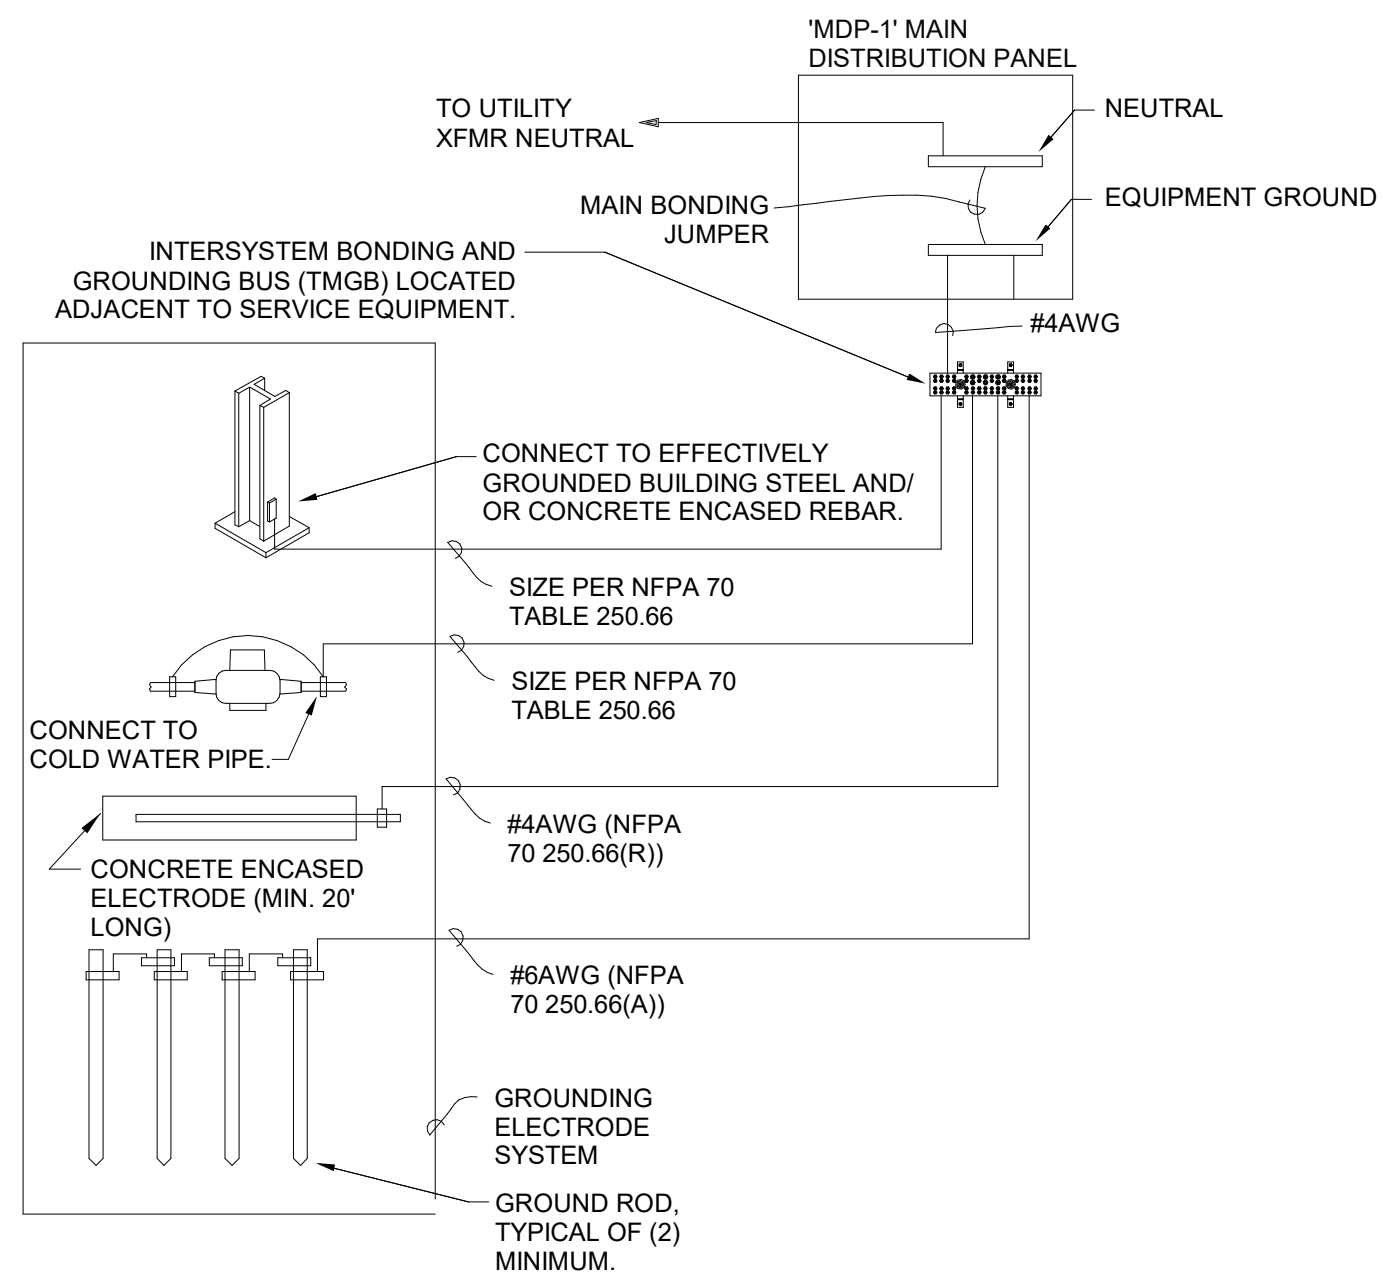 'MDP-1' MAIN
DISTRIBUTION PANEL
TO UTILITY
XFMR NEUTRAL
NEUTRAL
MAIN BONDING
JUMPER
EQUIPMENT GROUND
INTERSYSTEM BONDING AND
GROUNDING BUS (TMGB) LOCATED
ADJACENT TO SERVICE EQUIPMENT.
#4AWG
CONNECT TO EFFECTIVELY
GROUNDED BUILDING STEEL AND/
OR CONCRETE ENCASED REBAR.
SIZE PER NFPA 70
TABLE 250.66
SIZE PER NFPA 70
TABLE 250.66
CONNECT TO
COLD WATER PIPE.
#4AWG (NFPA
70 250.66(R))
CONCRETE ENCASED
ELECTRODE (MIN. 20'
LONG)
#6AWG (NFPA
70 250.66(A))
GROUNDING
ELECTRODE
SYSTEM
GROUND ROD,
TYPICAL OF (2)
MINIMUM.